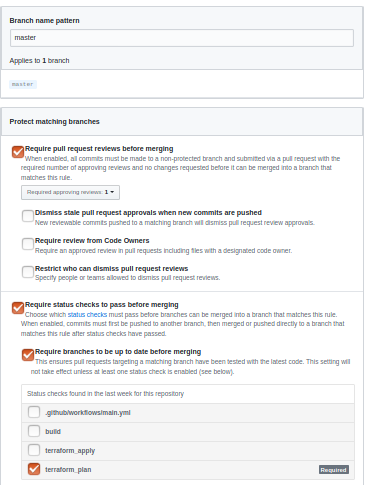 Branch name pattern
master
Applies to 1 branch
master
Protect matching branches
Require pull request reviews before merging
When enabled, all commits must be made to a non-protected branch and submitted via a pull request with the
required number of approving reviews and no changes requested before it can be merged into a branch that
matches this rule.
Required approving reviews: 1
Dismiss stale pull request approvals when new commits are pushed
New reviewable commits pushed to a matching branch will dismiss pull request review approvals.
Require review from Code Owners
Require an approved review in pull requests including files with a designated code owner.
Restrict who can dismiss pull request reviews
Specify people or teams allowed to dismiss pull request reviews.
Require status checks to pass before merging
Choose which status checks must pass before branches can be merged into a branch that matches this rule.
When enabled, commits must first be pushed to another branch, then merged or pushed directly to a branch that
matches this rule after status checks have passed.
Require branches to be up to date before merging
This ensures pull requests targeting a matching branch have been tested with the latest code. This setting will
not take effect unless at least one status check is enabled (see below).
Status checks found in the last week for this repository
.github/workflows/main.yml
build
terraform_apply
terraform_plan Required